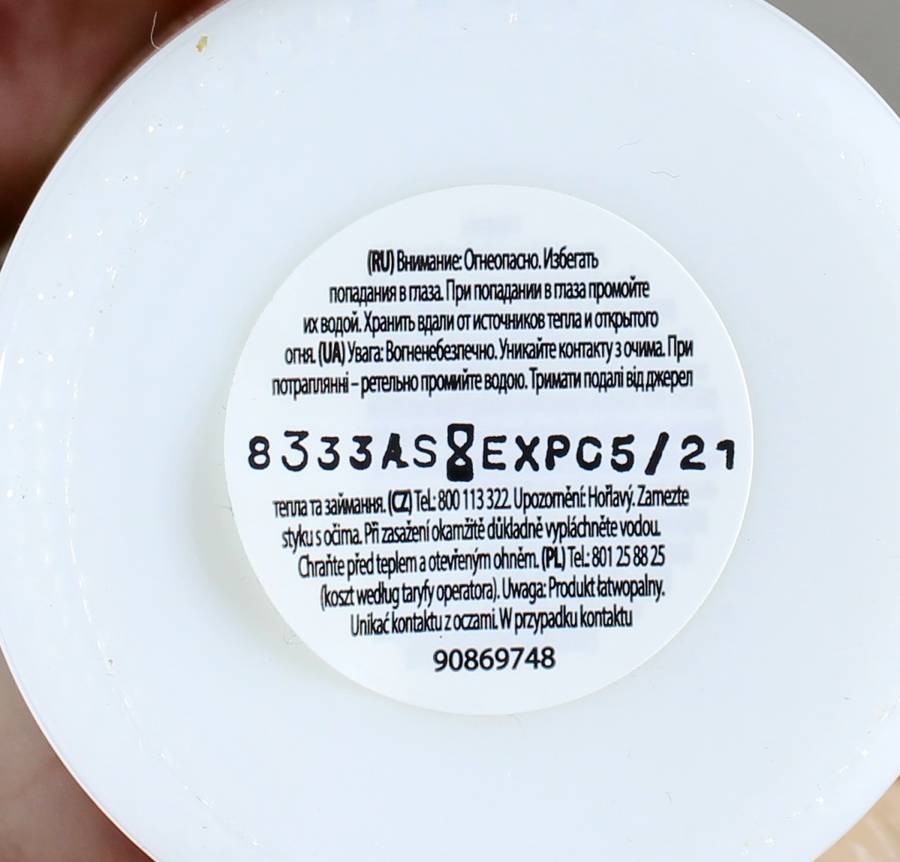 (RU) Внимание: Огнеопасно. Избегать
попадания в глаза. При попадании в глаза промойте
их водой. Хранить вдали от источников тепла и открытого
огня. (UA) Увага: Вогненебезпечно. Уникайте контакту з очима. При
потраплянні – ретельно промийте водою. Тримати подалі від джерел
8333AS8EXP05/21
тепла та займання. (CZ) Tel.: 800 113 322. Upozornění: Hořlavý. Zamezte
styku s očima. Při zasažení okamžitě důkladně vypláchněte vodou.
Chraňte před teplem a otevřeným ohněm. (PL) Tel.: 801 25 88 25
(koszt według taryfy operatora). Uwaga: Produkt łatwopalny.
Unikać kontaktu z oczami. W przypadku kontaktu
90869748